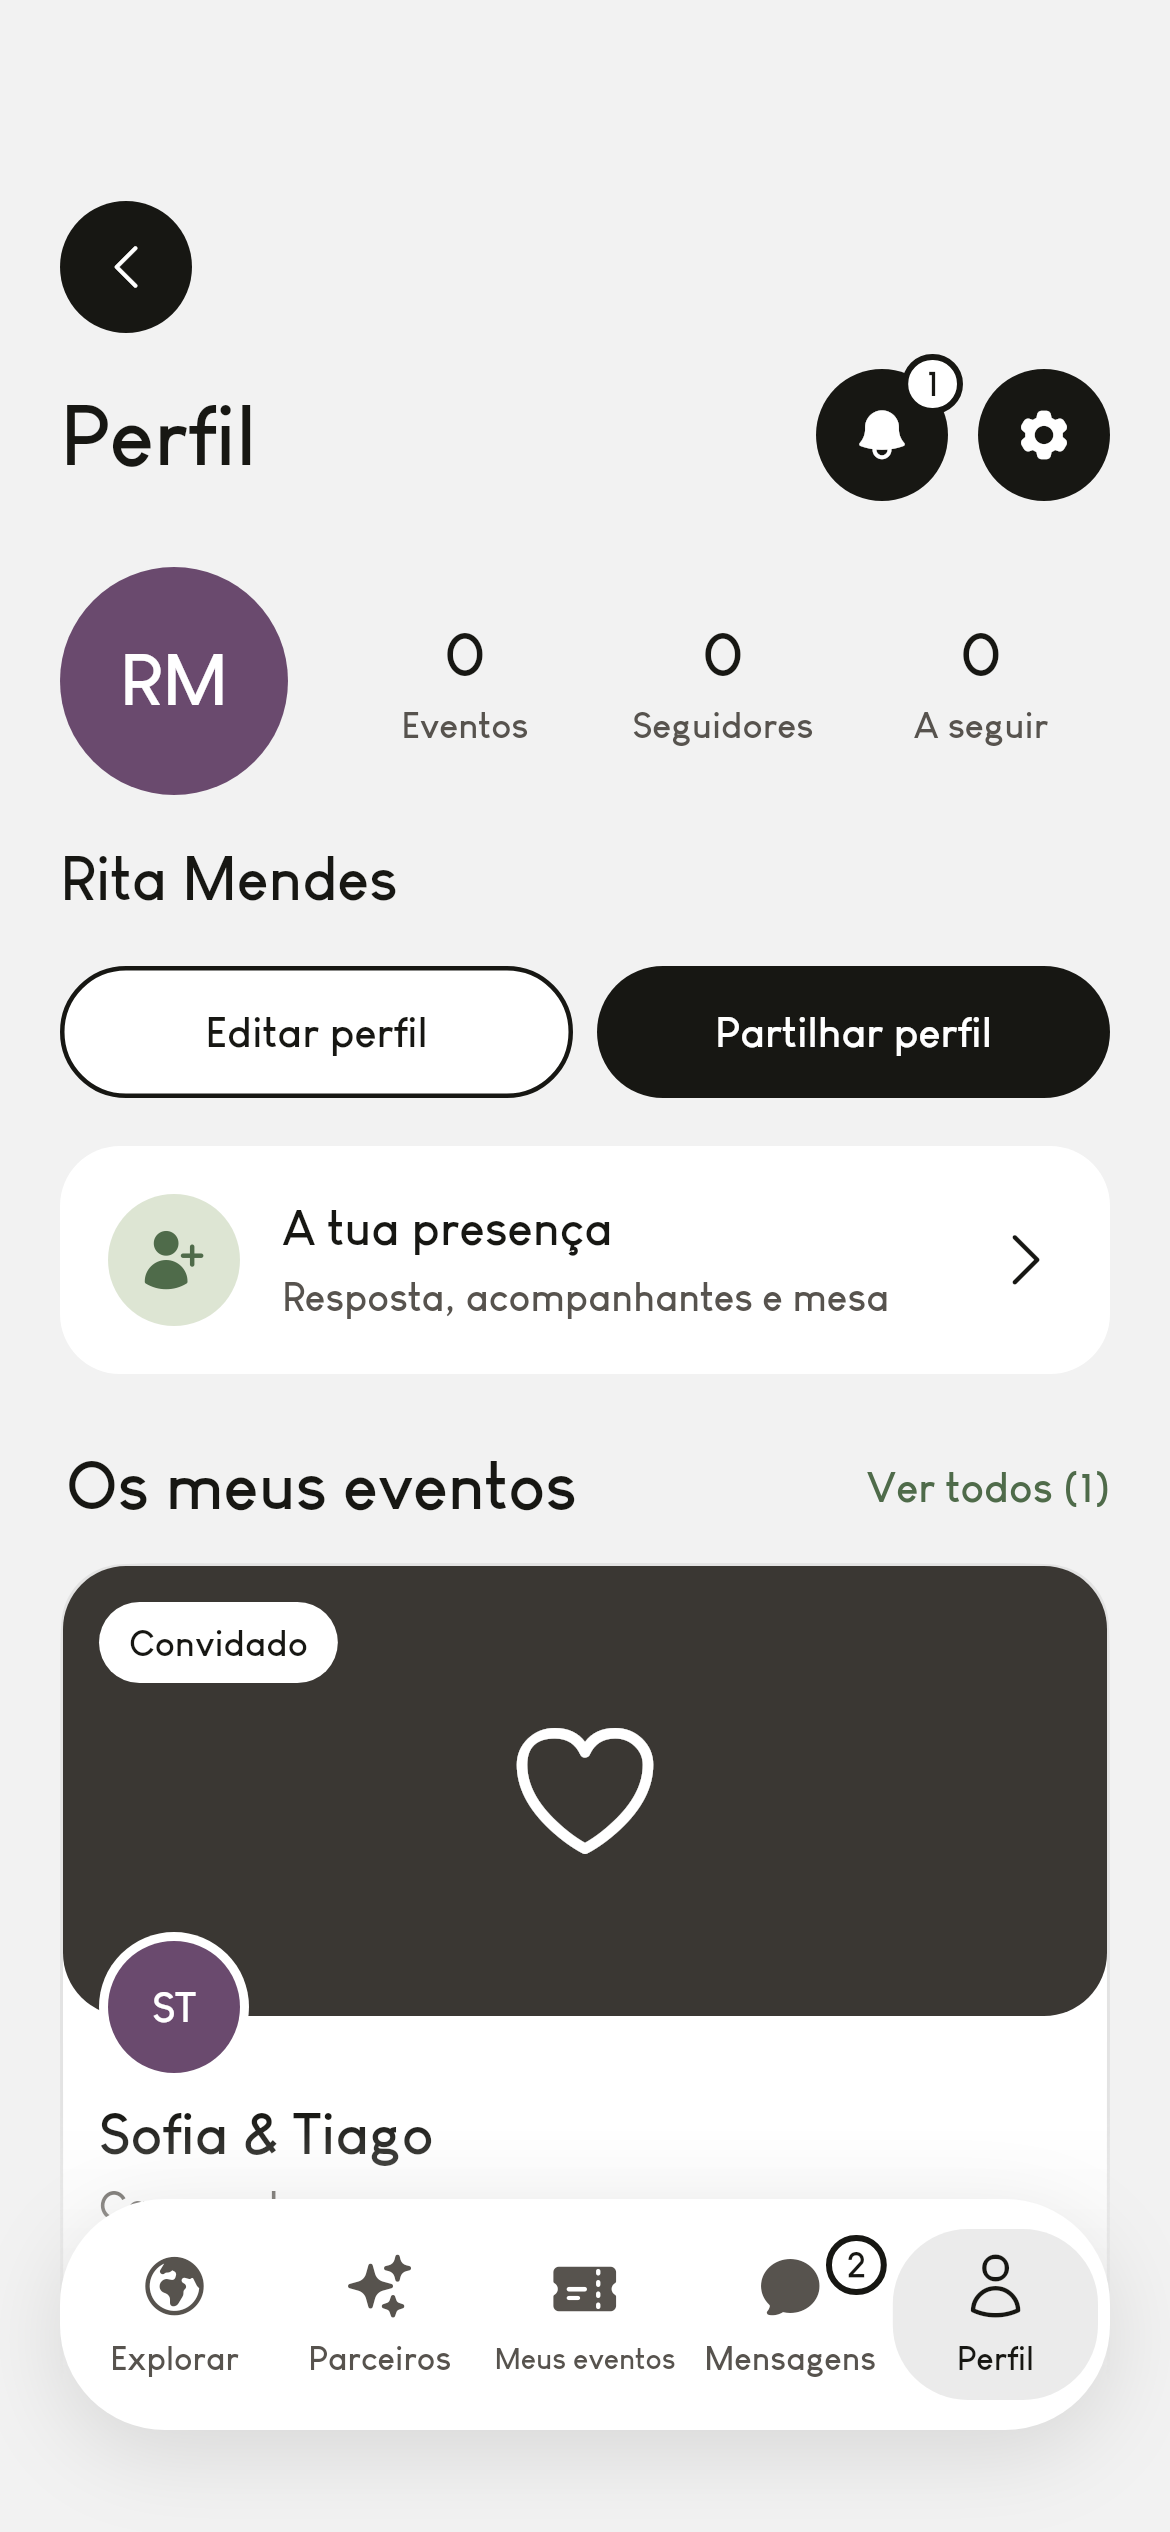 Perfil
1
RM
0
Eventos
0
Seguidores
0
A seguir
Rita Mendes
Editar perfil
Partilhar perfil
A tua presença
Resposta, acompanhantes e mesa
Os meus eventos
Ver todos (1)
Convidado
ST
Sofia & Tiago
Explorar
Parceiros
Meus eventos
2
Mensagens
Perfil